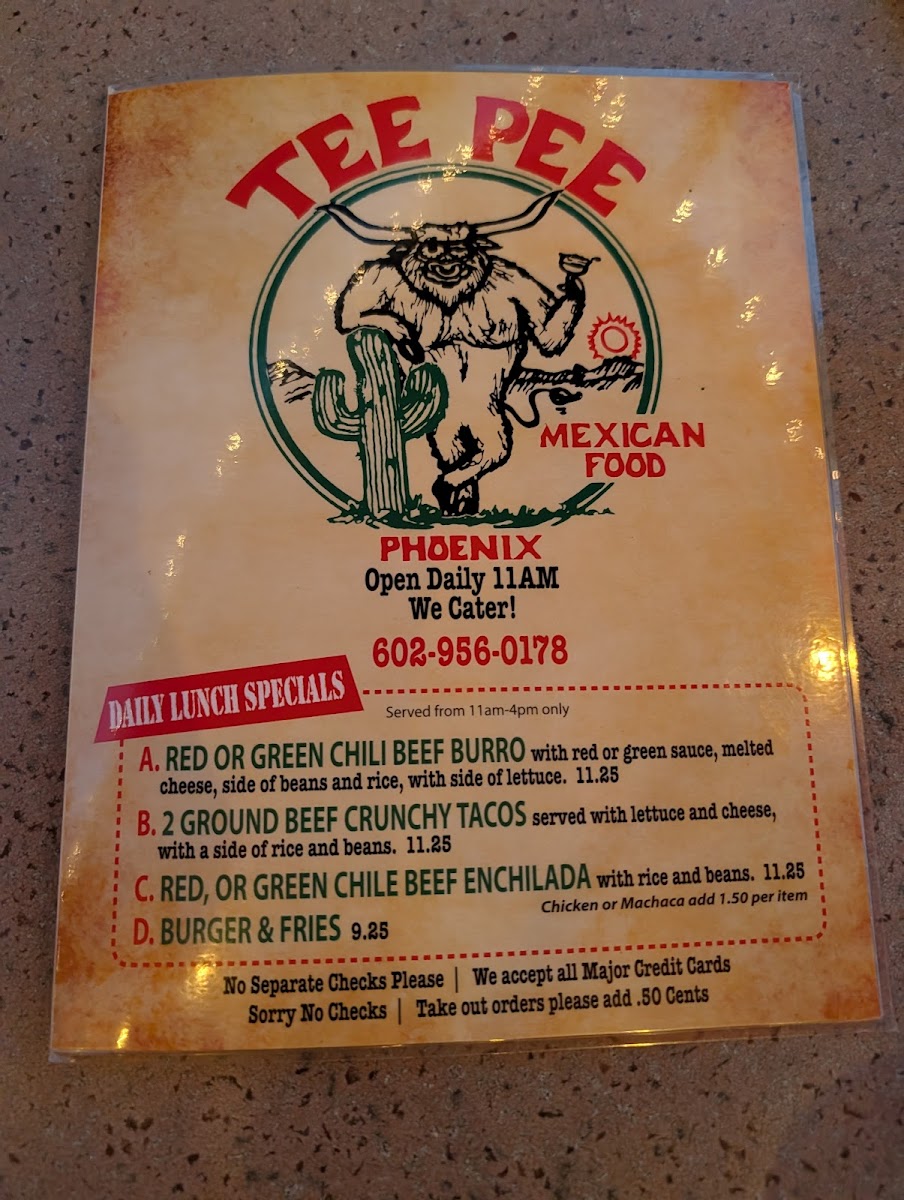 TEE PEE
MEXICAN
FOOD
PHOENIX
Open Daily 11AM
We Cater!
602-956-0178
DAILY LUNCH SPECIALS
Served from 11am-4pm only
A. RED OR GREEN CHILI BEEF BURRO with red or green sauce, melted
cheese, side of beans and rice, with side of lettuce. 11.25
B. 2 GROUND BEEF CRUNCHY TACOS served with lettuce and cheese,
with a side of rice and beans. 11.25
C. RED, OR GREEN CHILE BEEF ENCHILADA with rice and beans. 11.25
Chicken or Machaca add 1.50 per item
D. BURGER & FRIES 9.25
No Separate Checks Please | We accept all Major Credit Cards
Sorry No Checks | Take out orders please add .50 Cents